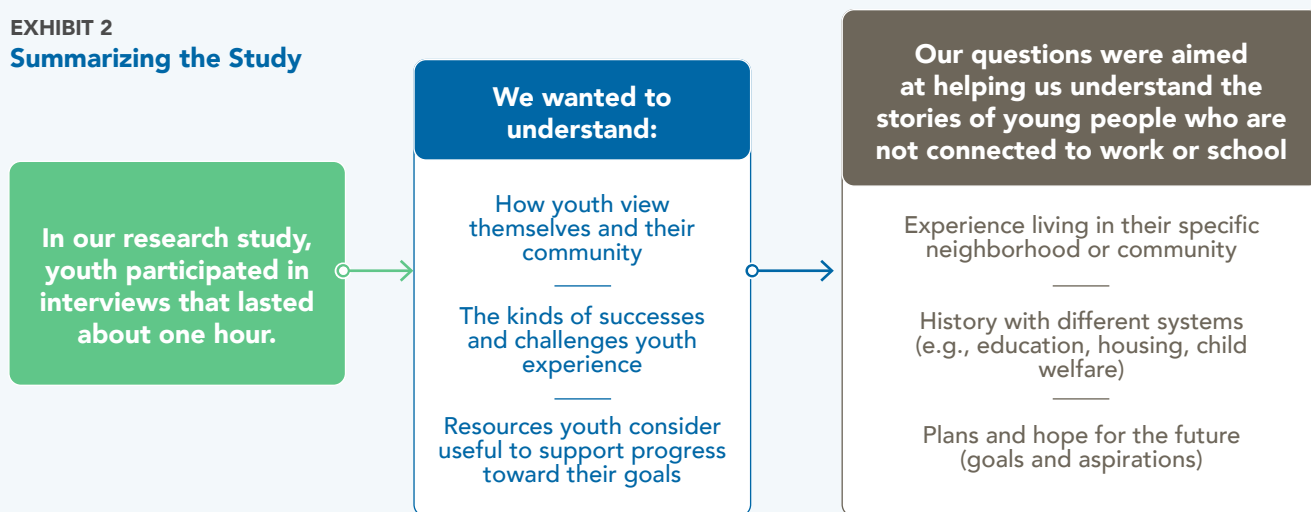 EXHIBIT 2
Summarizing the Study
In our research study,
youth participated in
interviews that lasted
about one hour.
We wanted to
understand:
How youth view
themselves and their
community
The kinds of successes
and challenges youth
experience
Resources youth consider
useful to support progress
toward their goals
Our questions were aimed
at helping us understand the
stories of young people who are
not connected to work or school
Experience living in their specific
neighborhood or community
History with different systems
(e.g., education, housing, child
welfare)
Plans and hope for the future
(goals and aspirations)